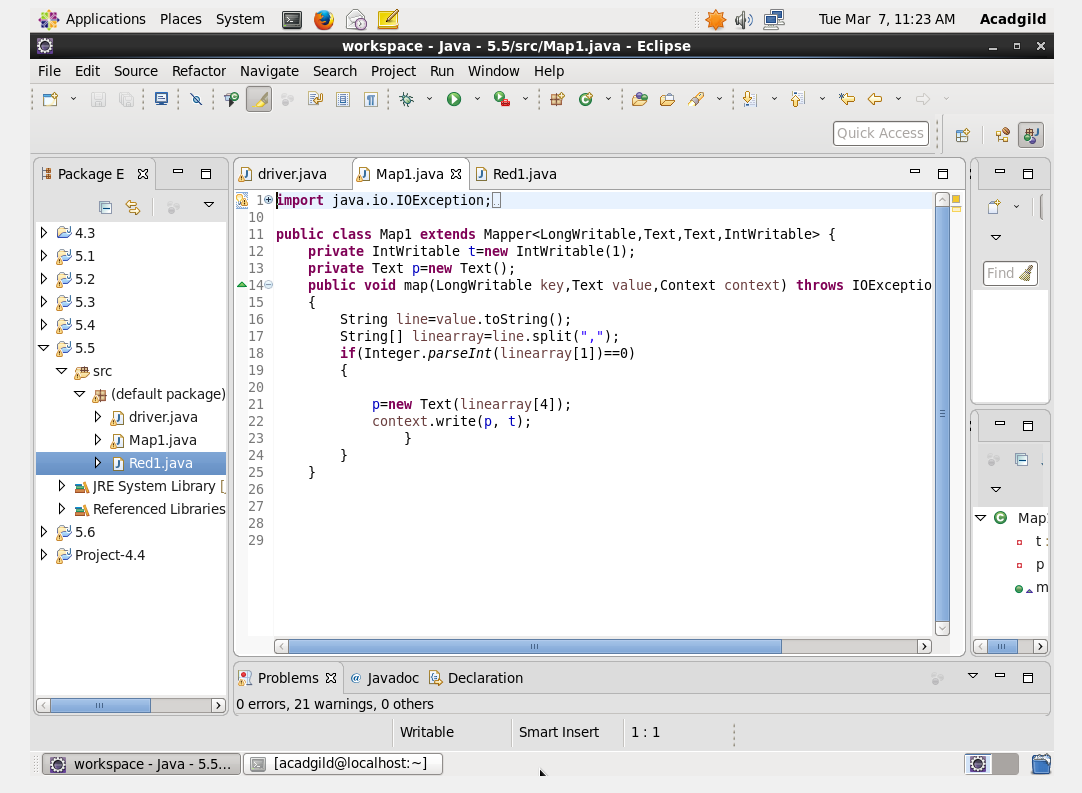 Applications Places System Tue Mar 7, 11:23 AM Acadgild
workspace - Java - 5.5/src/Map1.java - Eclipse
File Edit Source Refactor Navigate Search Project Run Window Help
Quick Access
Package E
driver.java Map1.java Red1.java
4.3
5.1
5.2
5.3
5.4
5.5
src
(default package)
driver.java
Map1.java
Red1.java
JRE System Library [
Referenced Libraries
5.6
Project-4.4
1 import java.io.IOException;
10
11 public class Map1 extends Mapper<LongWritable,Text,Text,IntWritable> {
12 private IntWritable t=new IntWritable(1);
13 private Text p=new Text();
14 public void map(LongWritable key,Text value,Context context) throws IOExceptio
15 {
16 String line=value.toString();
17 String[] linearray=line.split(",");
18 if(Integer.parseInt(linearray[1])==0)
19 {
20
21 p=new Text(linearray[4]);
22 context.write(p, t);
23 }
24 }
25 }
26
27
28
29
Find
Map
t :
p
m
Problems @ Javadoc Declaration
0 errors, 21 warnings, 0 others
Writable Smart Insert 1 : 1
workspace - Java - 5.5... [acadgild@localhost:~]